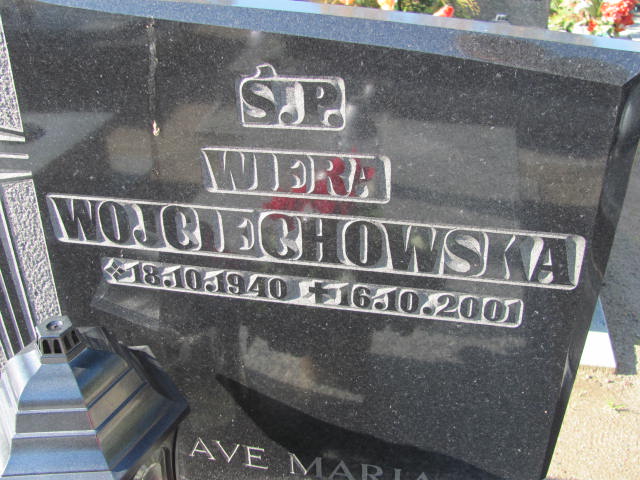 Ś.P.
WIERA
WOJCIECHOWSKA
18.10.1940 16.10.2001
AVE MARIA